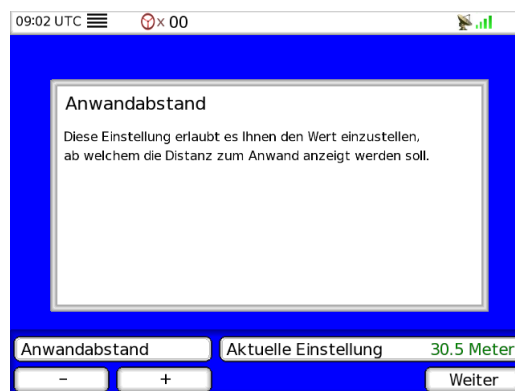 09:02 UTC × 00
Anwandabstand
Diese Einstellung erlaubt es Ihnen den Wert einzustellen,
ab welchem die Distanz zum Anwand anzeigt werden soll.
Anwandabstand Aktuelle Einstellung 30.5 Meter
- + Weiter